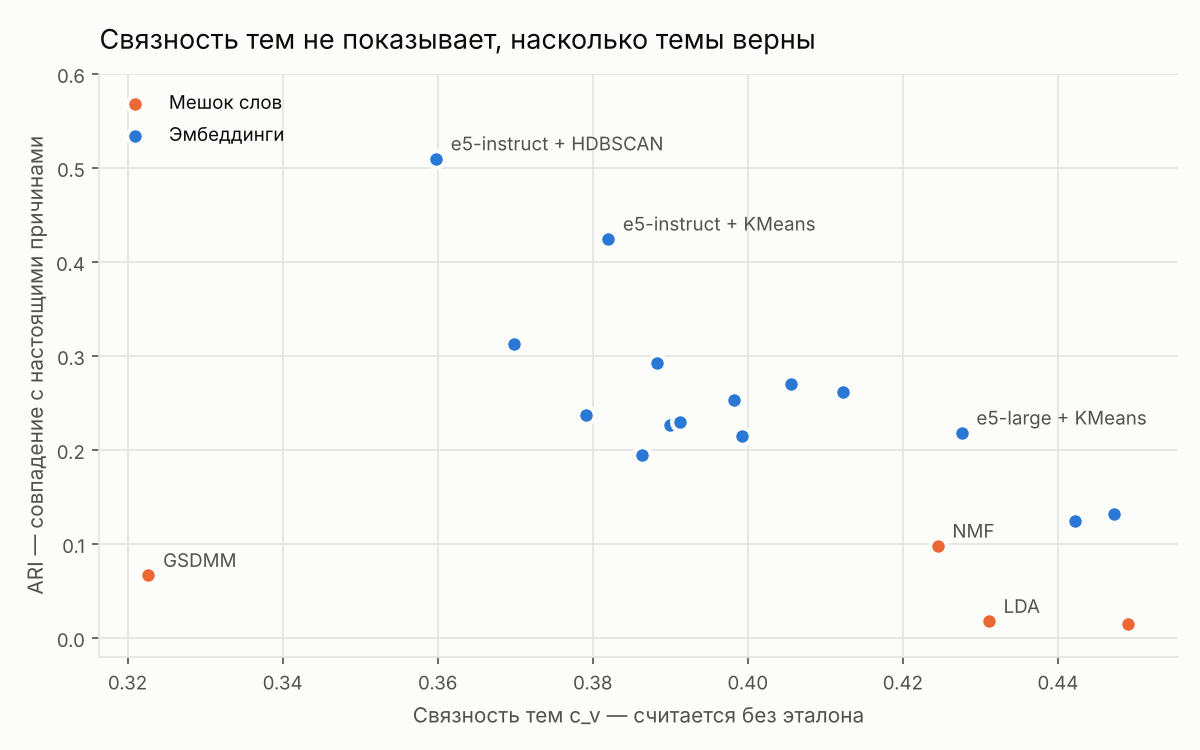 Связность тем не показывает, насколько темы верны
Мешок слов
Эмбеддинги
ARI — совпадение с настоящими причинами
0.6
0.5
0.4
0.3
0.2
0.1
0.0
e5-instruct + HDBSCAN
e5-instruct + KMeans
e5-large + KMeans
NMF
GSDMM
LDA
0.32
0.34
0.36
0.38
0.40
0.42
0.44
Связность тем c_v — считается без эталона